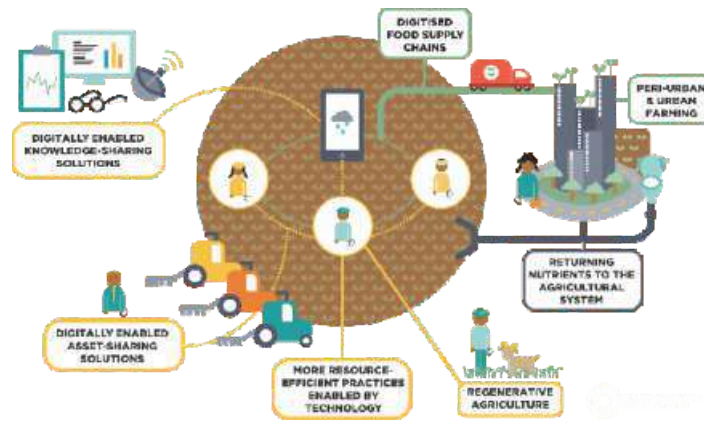 DIGITISED
FOOD SUPPLY
CHAINS
PERI-URBAN
& URBAN
FARMING
DIGITALLY ENABLED
KNOWLEDGE-SHARING
SOLUTIONS
RETURNING
NUTRIENTS TO THE
AGRICULTURAL
SYSTEM
DIGITALLY ENABLED
ASSET-SHARING
SOLUTIONS
MORE RESOURCE-
EFFICIENT PRACTICES
ENABLED BY
TECHNOLOGY
REGENERATIVE
AGRICULTURE